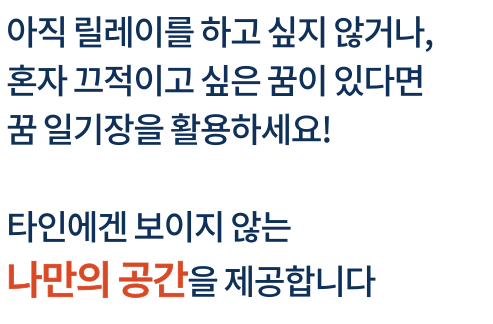 아직 릴레이를 하고 싶지 않거나,
혼자 끄적이고 싶은 꿈이 있다면
꿈 일기장을 활용하세요!
타인에겐 보이지 않는
나만의 공간을 제공합니다